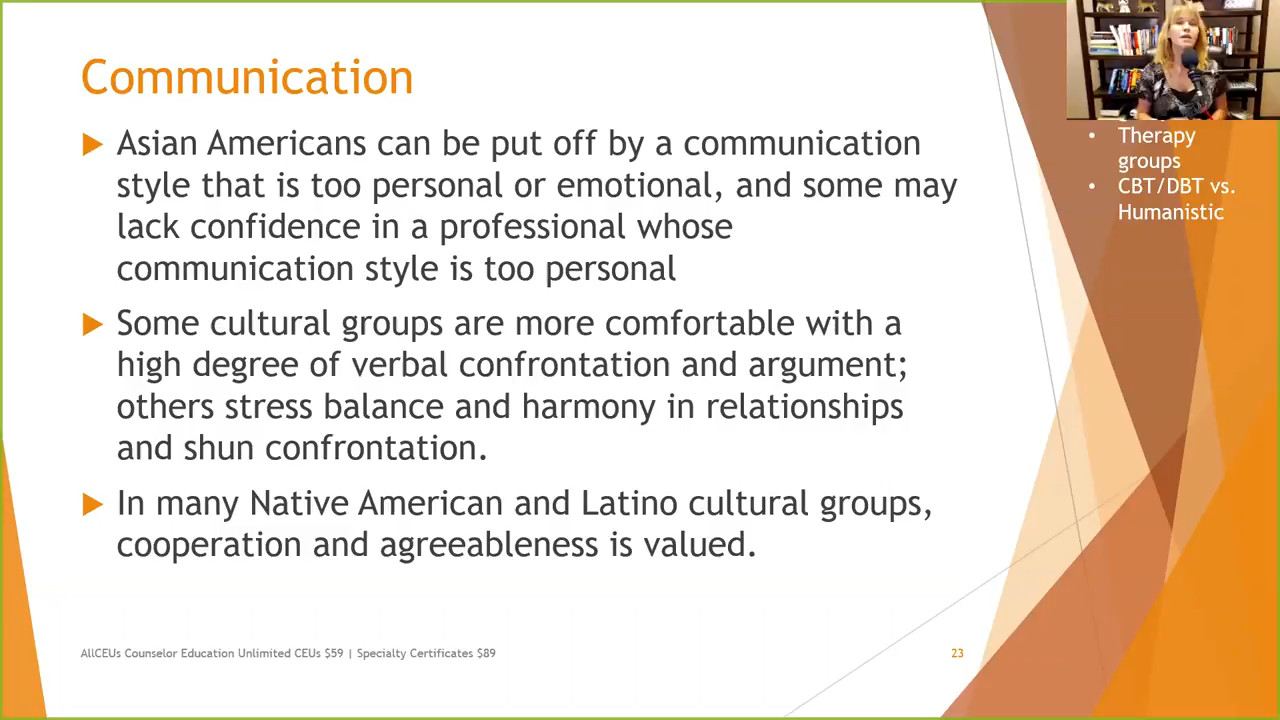 Communication
Asian Americans can be put off by a communication
style that is too personal or emotional, and some may
lack confidence in a professional whose
communication style is too personal
Some cultural groups are more comfortable with a
high degree of verbal confrontation and argument;
others stress balance and harmony in relationships
and shun confrontation.
In many Native American and Latino cultural groups,
cooperation and agreeableness is valued.
• Therapy
groups
• CBT/DBT vs.
Humanistic
AllCEUs Counselor Education Unlimited CEUs $59 | Specialty Certificates $89
23